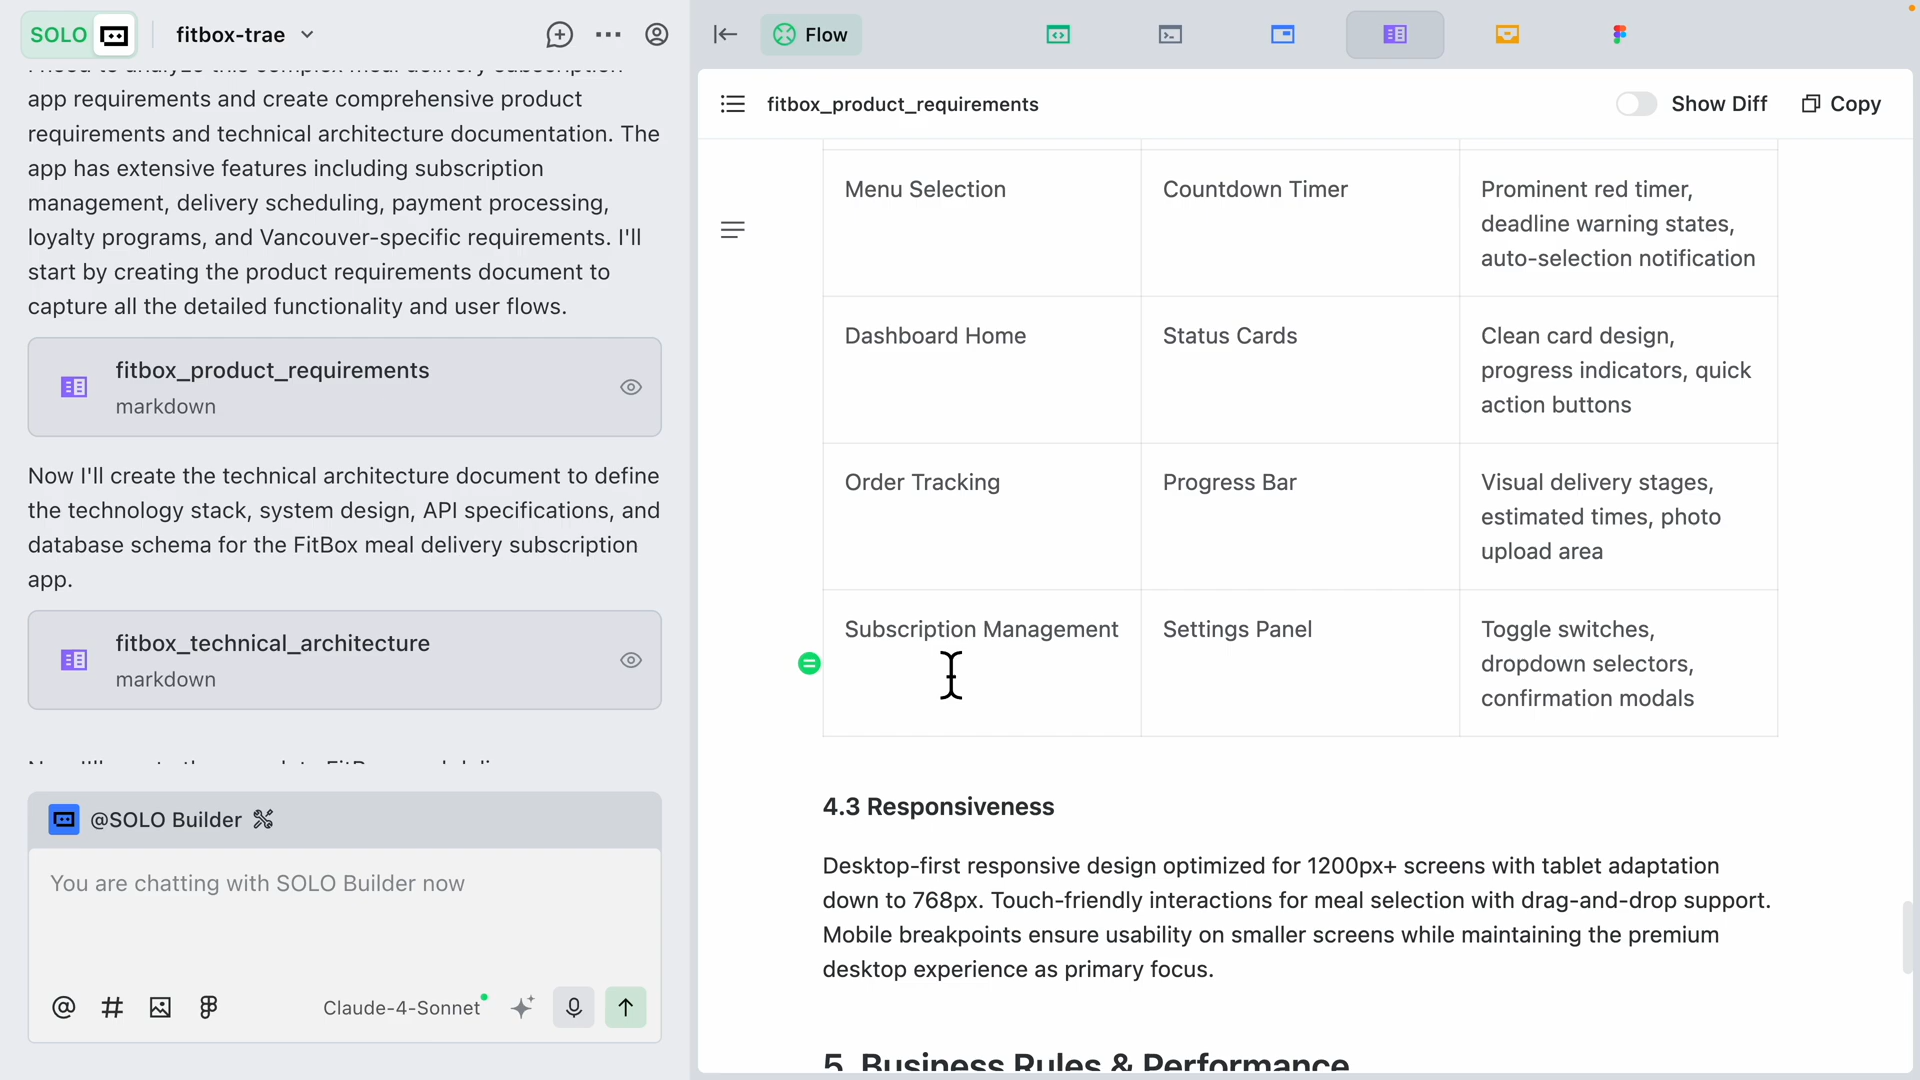 SOLO
fitbox-trae
Flow
I need to analyze this complex meal delivery subscription
app requirements and create comprehensive product
requirements and technical architecture documentation. The
app has extensive features including subscription
management, delivery scheduling, payment processing,
loyalty programs, and Vancouver-specific requirements. I'll
start by creating the product requirements document to
capture all the detailed functionality and user flows.
fitbox_product_requirements
markdown
Now I'll create the technical architecture document to define
the technology stack, system design, API specifications, and
database schema for the FitBox meal delivery subscription
app.
fitbox_technical_architecture
markdown
@SOLO Builder
You are chatting with SOLO Builder now
Claude-4-Sonnet
fitbox_product_requirements
Show Diff
Copy
Menu Selection
Countdown Timer
Prominent red timer,
deadline warning states,
auto-selection notification
Dashboard Home
Status Cards
Clean card design,
progress indicators, quick
action buttons
Order Tracking
Progress Bar
Visual delivery stages,
estimated times, photo
upload area
Subscription Management
Settings Panel
Toggle switches,
dropdown selectors,
confirmation modals
4.3 Responsiveness
Desktop-first responsive design optimized for 1200px+ screens with tablet adaptation
down to 768px. Touch-friendly interactions for meal selection with drag-and-drop support.
Mobile breakpoints ensure usability on smaller screens while maintaining the premium
desktop experience as primary focus.
5. Business Rules & Performance